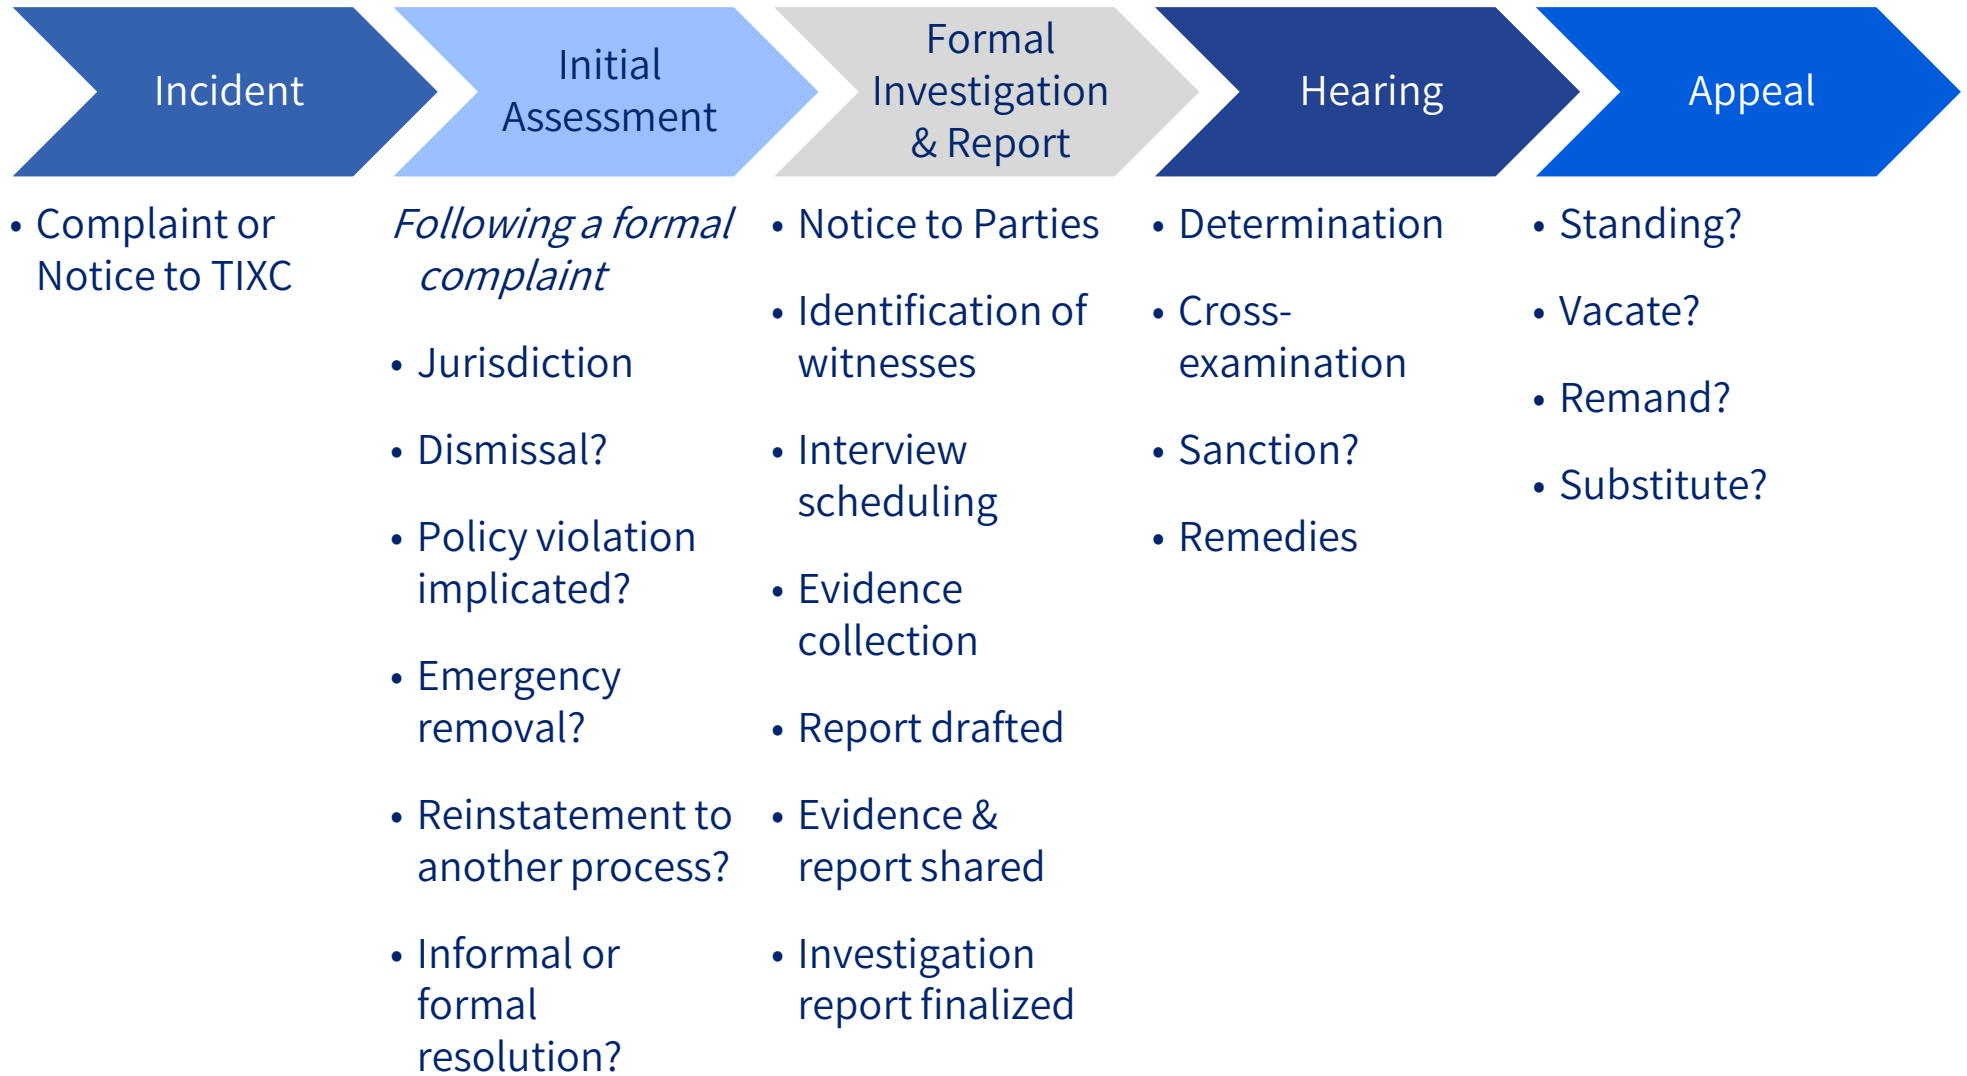 Incident
• Complaint or
Notice to TIXC
Initial
Assessment
Following a formal
complaint
• Jurisdiction
• Dismissal?
• Policy violation
implicated?
• Emergency
removal?
• Reinstatement to
another process?
• Informal or
formal
resolution?
Formal
Investigation
& Report
• Notice to Parties
• Identification of
witnesses
• Interview
scheduling
• Evidence
collection
• Report drafted
• Evidence &
report shared
• Investigation
report finalized
Hearing
• Determination
• Cross-
examination
• Sanction?
• Remedies
Appeal
• Standing?
• Vacate?
• Remand?
• Substitute?